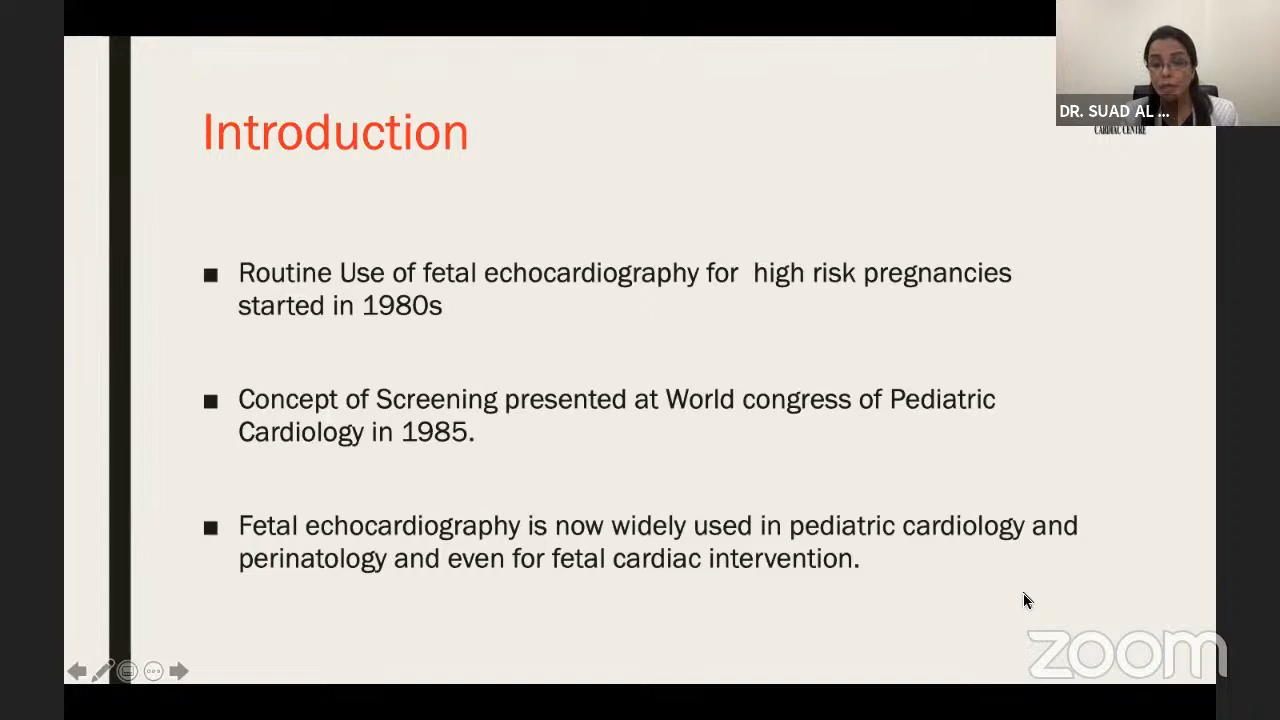 DR. SUAD AL ...
CARDIAC CENTRE
Introduction
■ Routine Use of fetal echocardiography for high risk pregnancies
started in 1980s
■ Concept of Screening presented at World congress of Pediatric
Cardiology in 1985.
■ Fetal echocardiography is now widely used in pediatric cardiology and
perinatology and even for fetal cardiac intervention.
zoom